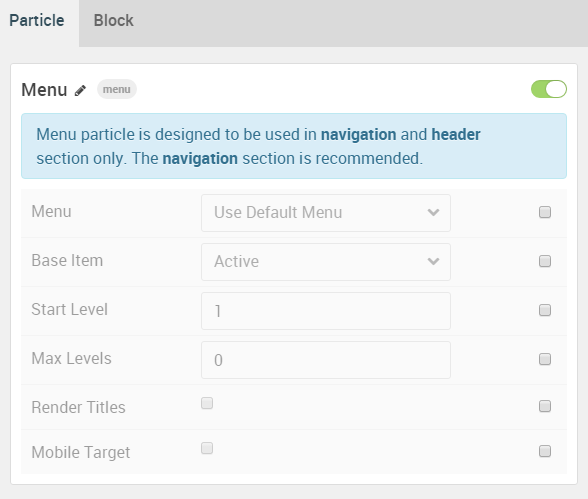 Particle Block
Menu menu
Menu particle is designed to be used in navigation and header
section only. The navigation section is recommended.
Menu Use Default Menu
Base Item Active
Start Level 1
Max Levels 0
Render Titles
Mobile Target